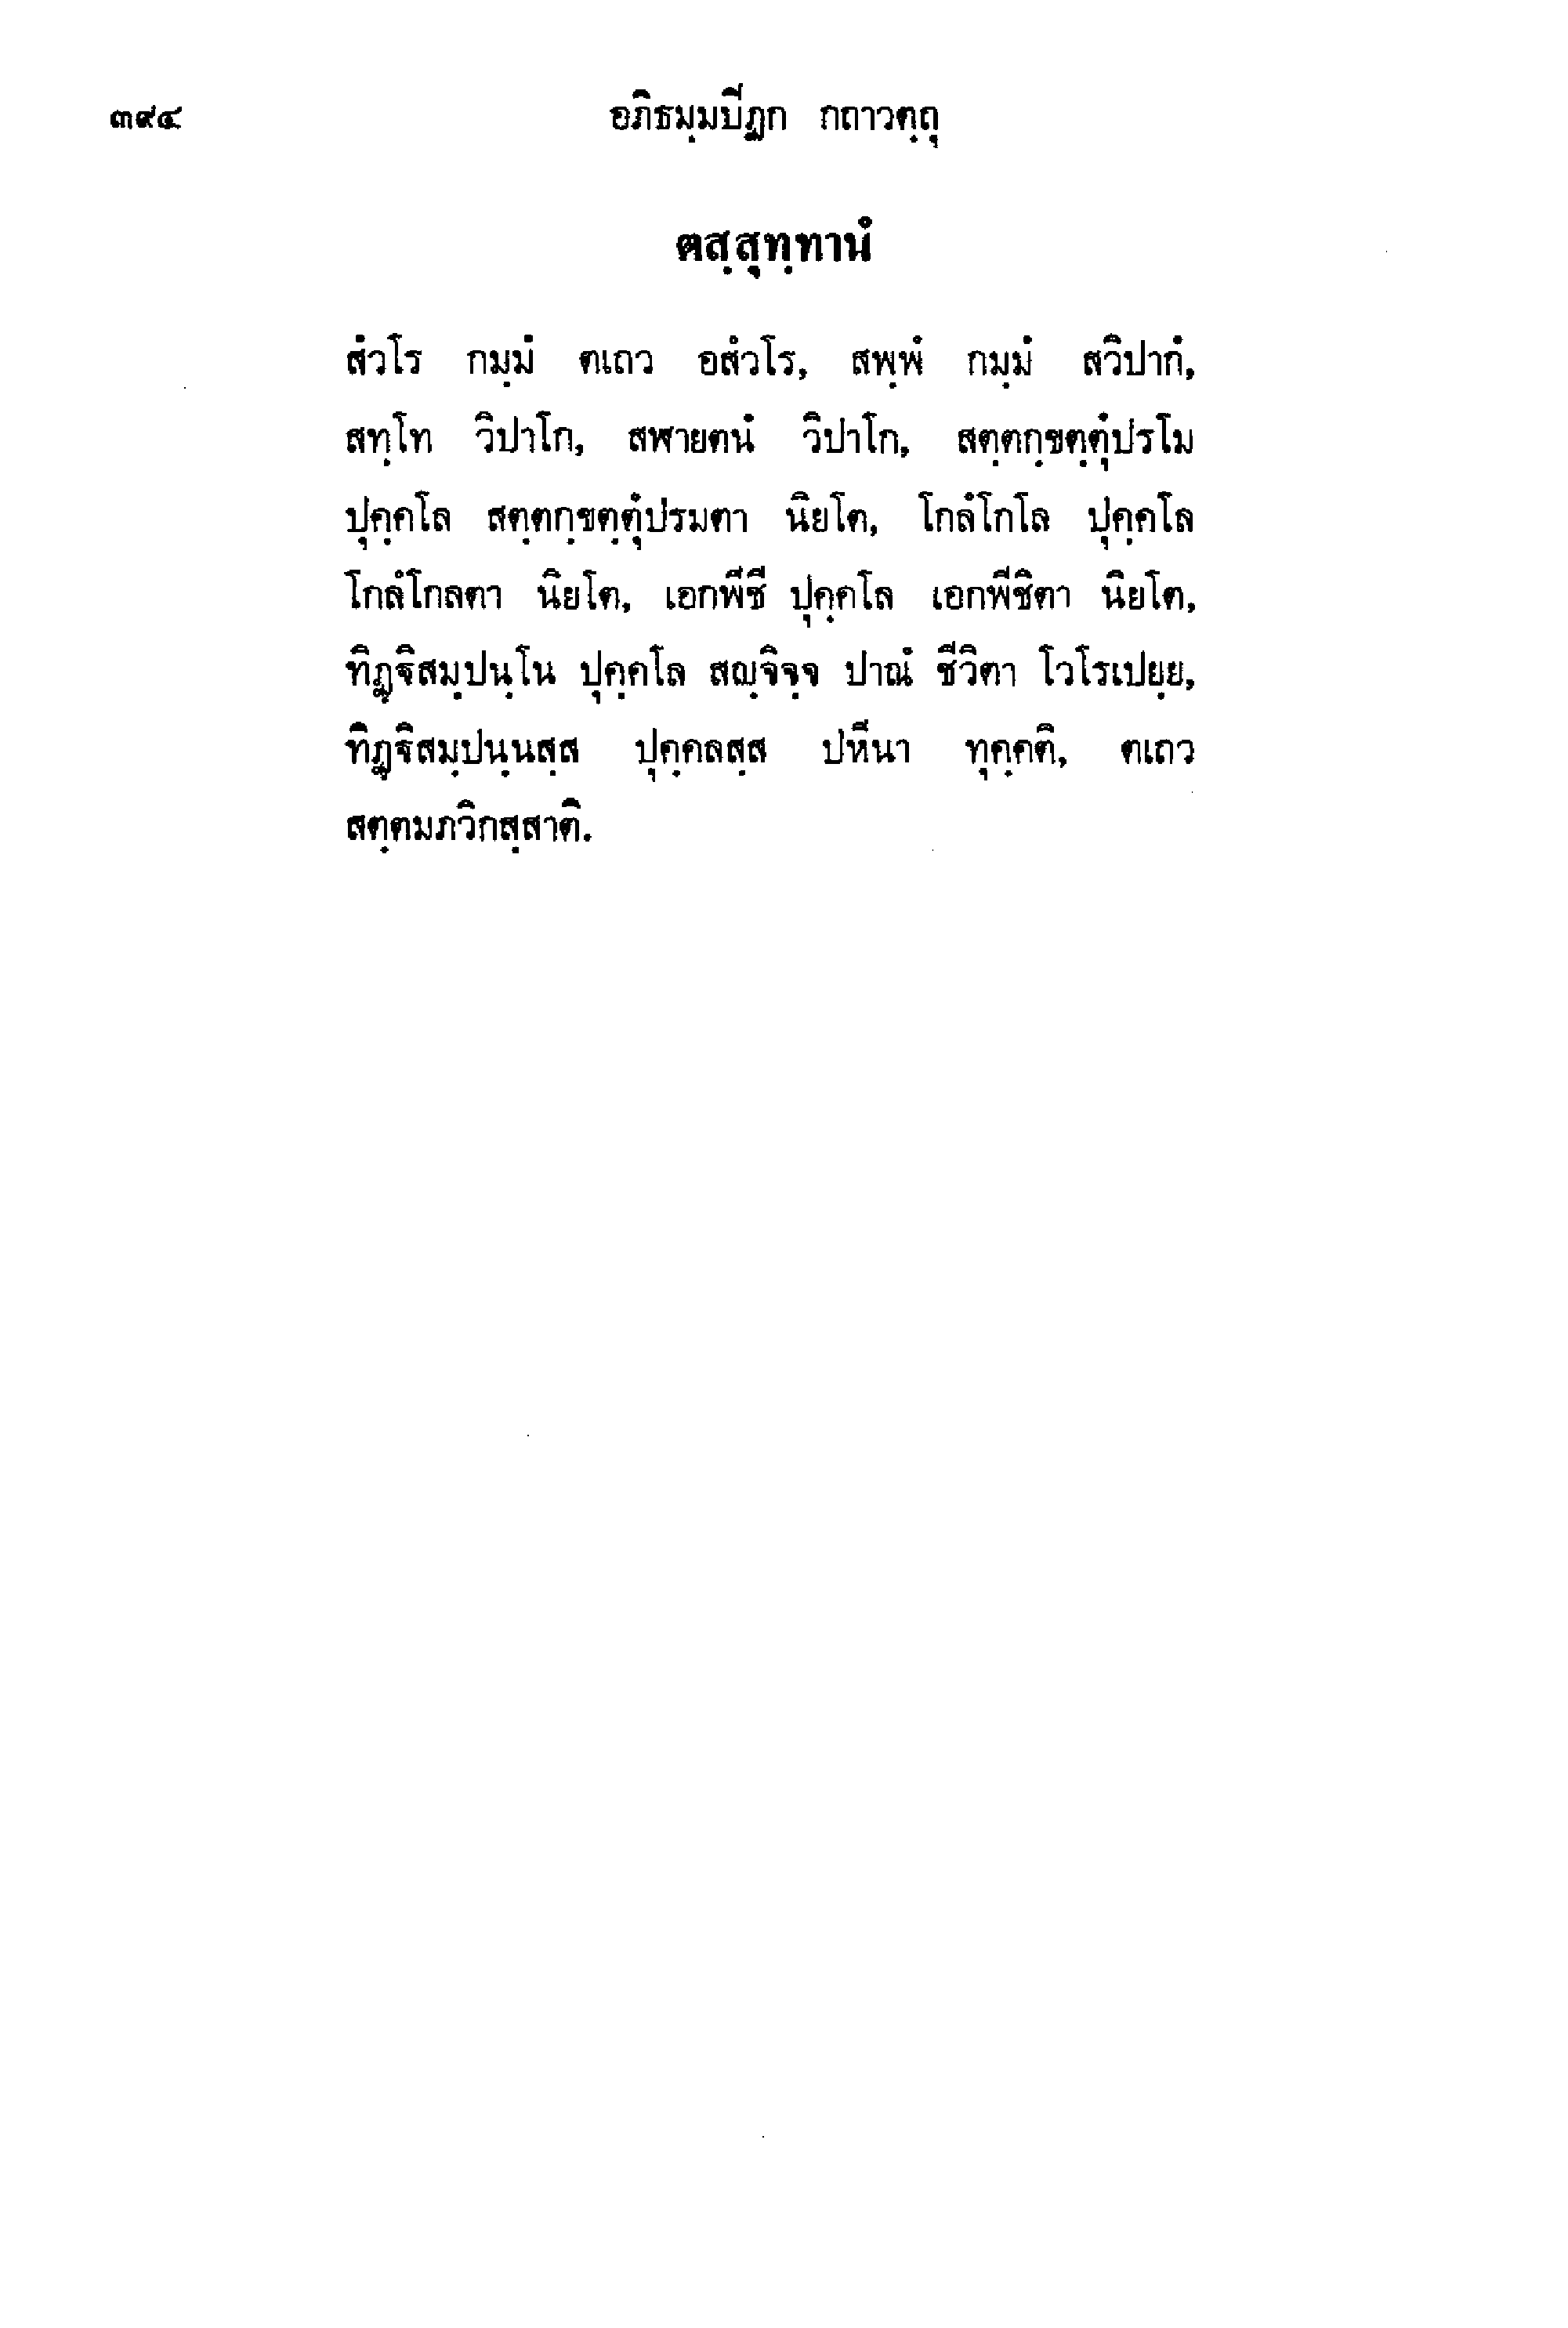 ๓๙๔ อภิธมฺมปีฏก กถาวตฺถุ
ตสฺสุทฺทานํ
สํวโร กมฺมํ ตเถว อสํวโร, สพฺพํ กมฺมํ สวิปากํ,
สทฺโท วิปาโก, สฬายตนํ วิปาโก, สตฺตกฺขตฺตุํปรโม
ปุคฺคโล สตฺตกฺขตฺตุํปรมตา นิยโต, โกลํโกโล ปุคฺคโล
โกลํโกลตา นิยโต, เอกพีชี ปุคฺคโล เอกพีชิตา นิยโต,
ทิฏฺฐิสมฺปนฺโน ปุคฺคโล สญฺจิจฺจ ปาณํ ชีวิตา โวโรเปยฺย,
ทิฏฺฐิสมฺปนฺนสฺส ปุคฺคลสฺส ปหีนา ทุคฺคติ, ตเถว
สตฺตมภวิกสฺสาติ.